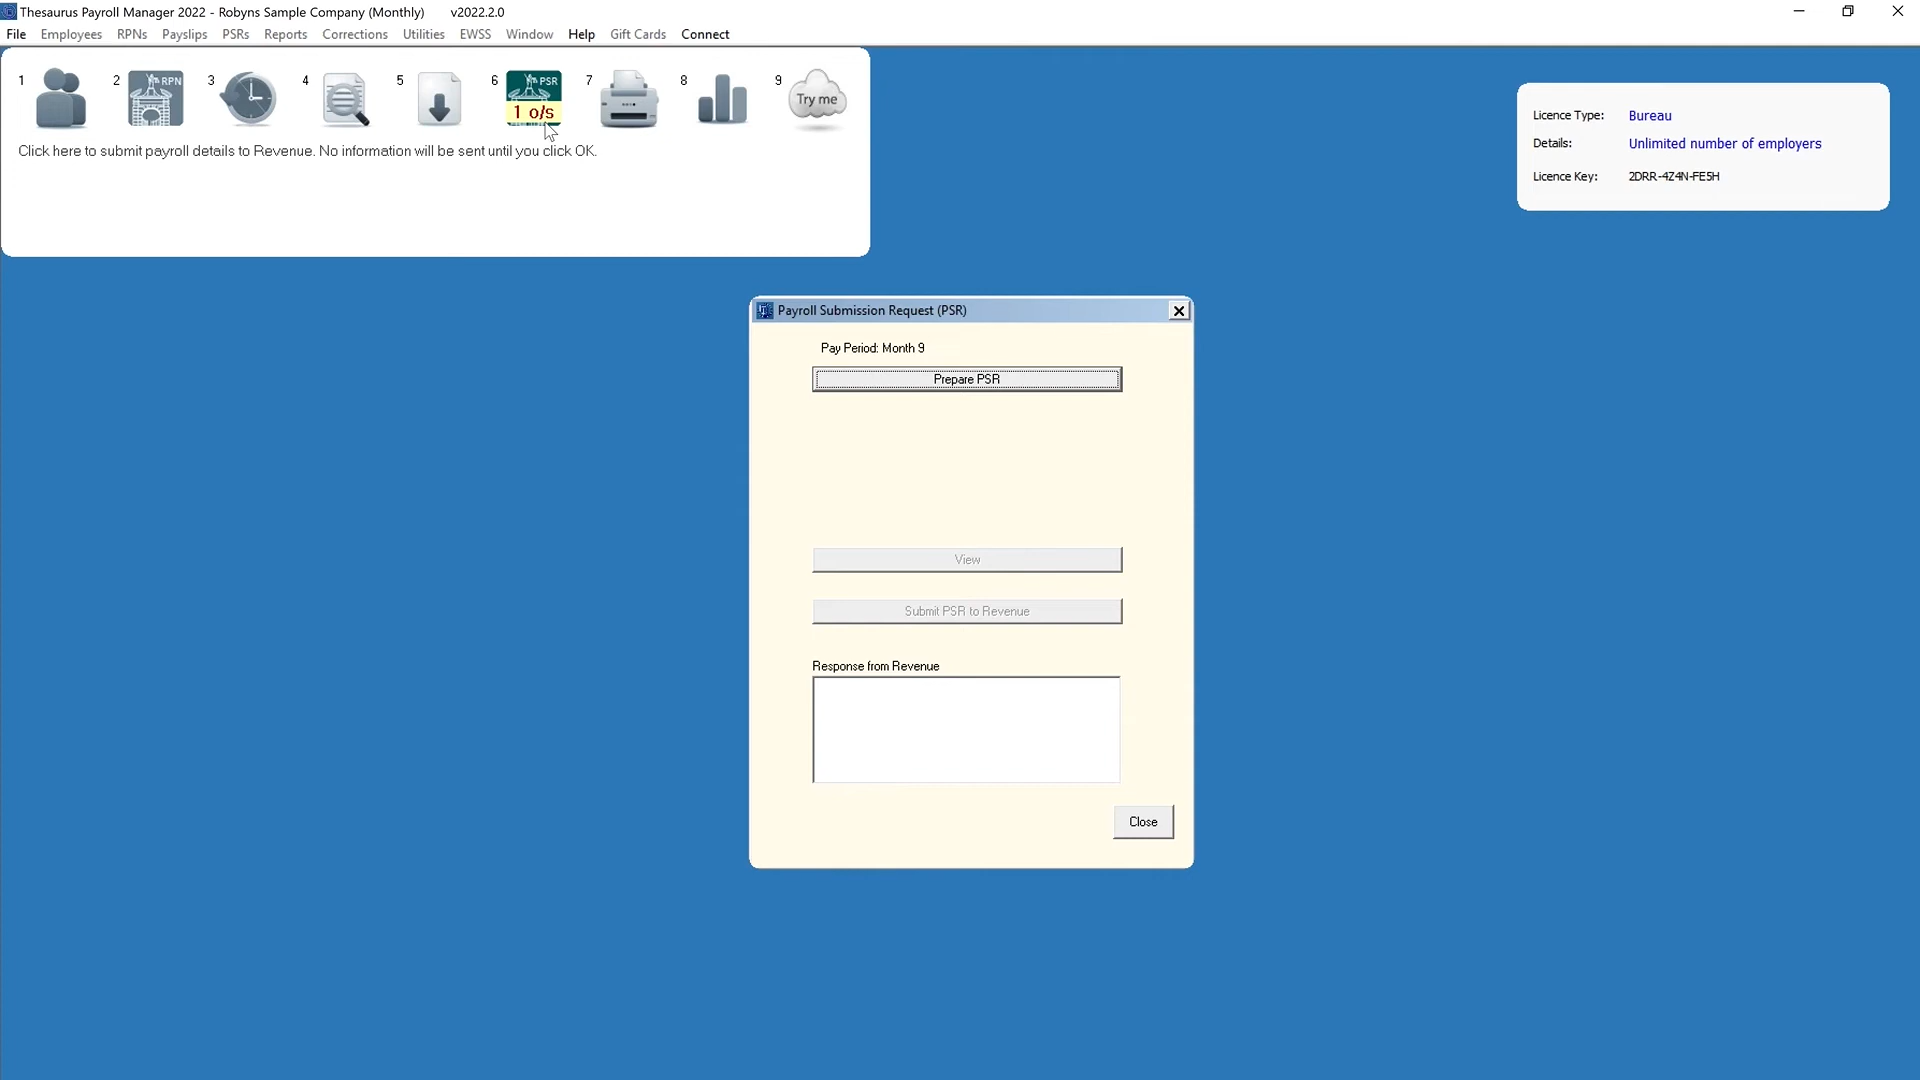 Thesaurus Payroll Manager 2022 - Robyns Sample Company (Monthly) v2022.2.0
File Employees RPNs Payslips PSRs Reports Corrections Utilities EWSS Window Help Gift Cards Connect
1 2 RPN 3 4 5 6 PSR 1 o/s 7 8 9 Try me
Click here to submit payroll details to Revenue. No information will be sent until you click OK.
Licence Type: Bureau
Details: Unlimited number of employers
Licence Key: 2DRR-4Z4N-FE5H
Payroll Submission Request (PSR)
Pay Period: Month 9
Prepare PSR
View
Submit PSR to Revenue
Response from Revenue
Close